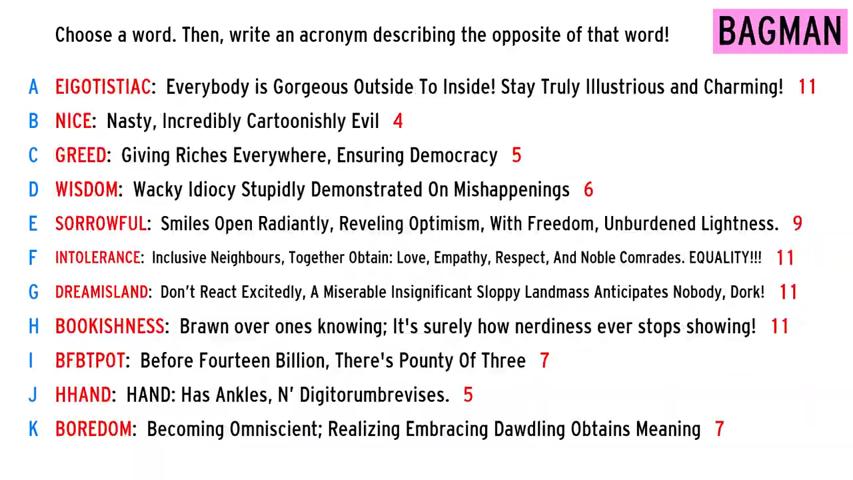 Choose a word. Then, write an acronym describing the opposite of that word!
BAGMAN
A EIGOTISTIAC: Everybody is Gorgeous Outside To Inside! Stay Truly Illustrious and Charming! 11
B NICE: Nasty, Incredibly Cartoonishly Evil 4
C GREED: Giving Riches Everywhere, Ensuring Democracy 5
D WISDOM: Wacky Idiocy Stupidly Demonstrated On Mishappenings 6
E SORROWFUL: Smiles Open Radiantly, Reveling Optimism, With Freedom, Unburdened Lightness. 9
F INTOLERANCE: Inclusive Neighbours, Together Obtain: Love, Empathy, Respect, And Noble Comrades. EQUALITY!!! 11
G DREAMISLAND: Don't React Excitedly, A Miserable Insignificant Sloppy Landmass Anticipates Nobody, Dork! 11
H BOOKISHNESS: Brawn over ones knowing; It's surely how nerdiness ever stops showing! 11
I BFBTPOT: Before Fourteen Billion, There's Pounty Of Three 7
J HHAND: HAND: Has Ankles, N' Digitorumbrevises. 5
K BOREDOM: Becoming Omniscient; Realizing Embracing Dawdling Obtains Meaning 7